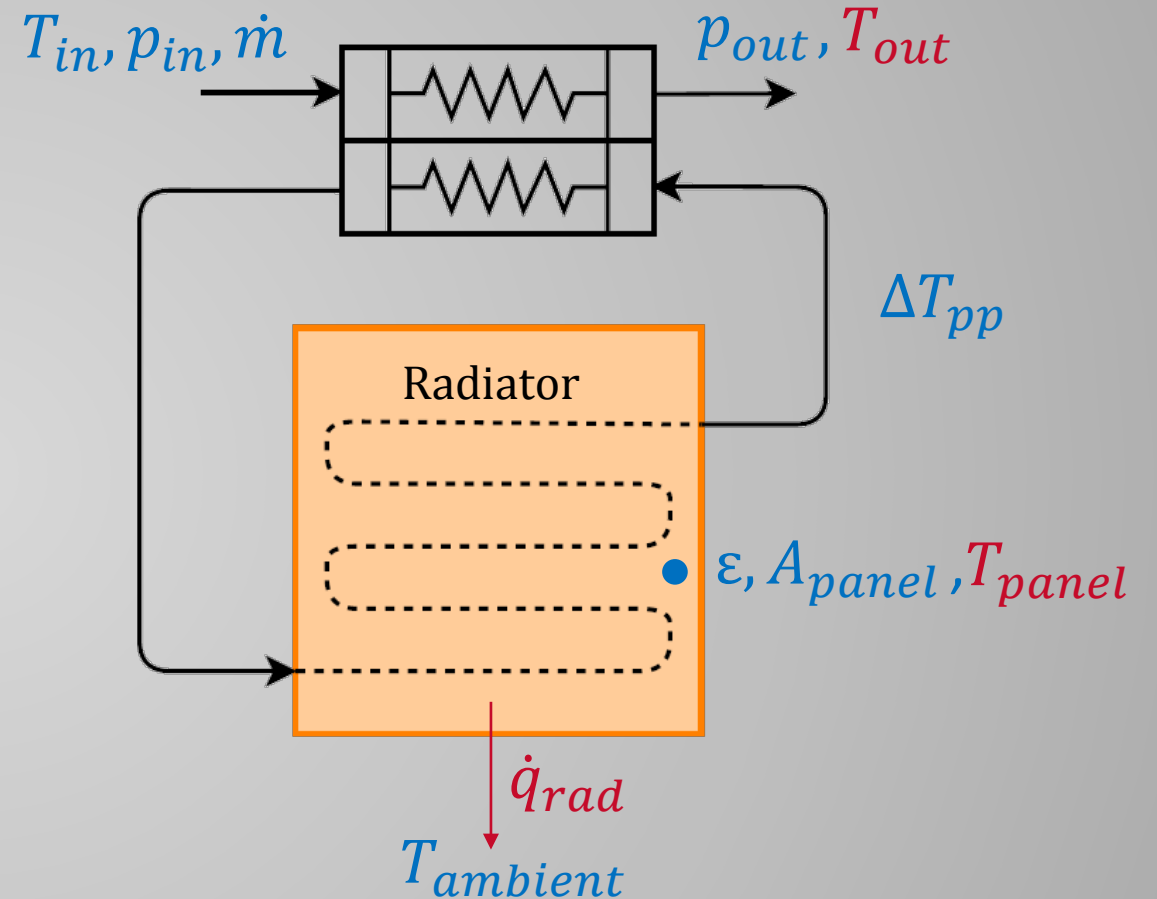 T_in, p_in, ṁ
p_out, T_out
ΔT_pp
Radiator
ε, A_panel, T_panel
q̇_rad
T_ambient